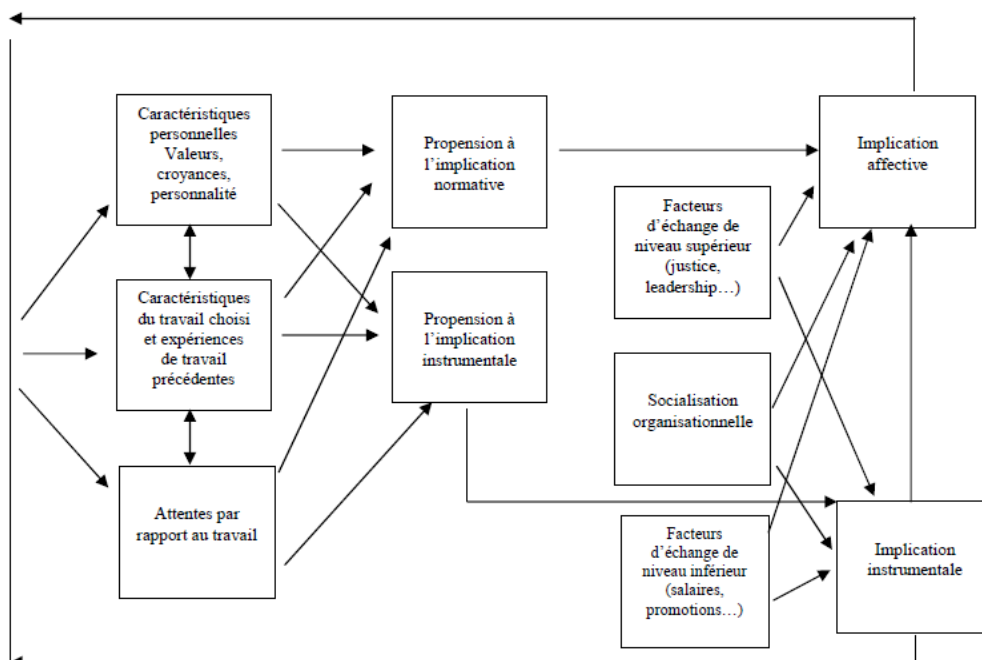 Caractéristiques
personnelles
Valeurs,
croyances,
personnalité
Propension à
l'implication
normative
Implication
affective
Facteurs
d'échange de
niveau supérieur
(justice,
leadership…)
Caractéristiques
du travail choisi
et expériences
de travail
précédentes
Propension à
l'implication
instrumentale
Socialisation
organisationnelle
Attentes par
rapport au travail
Facteurs
d'échange de
niveau inférieur
(salaires,
promotions…)
Implication
instrumentale